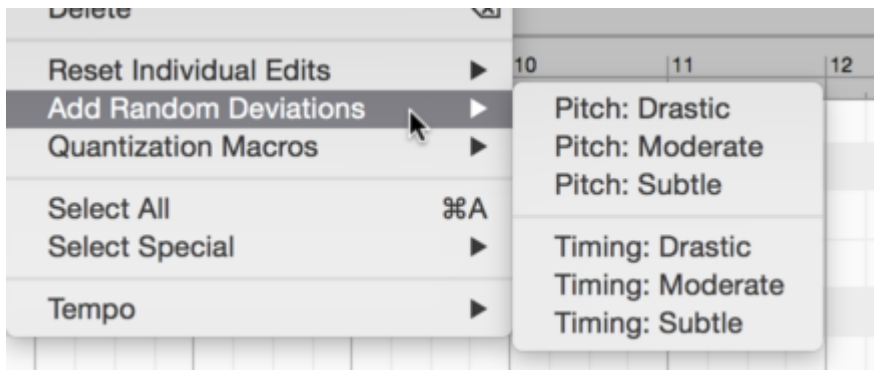 Delete ⌫
Reset Individual Edits ▶
Add Random Deviations ▶
Quantization Macros ▶
Select All ⌘A
Select Special ▶
Tempo ▶
10 11 12
Pitch: Drastic
Pitch: Moderate
Pitch: Subtle
Timing: Drastic
Timing: Moderate
Timing: Subtle